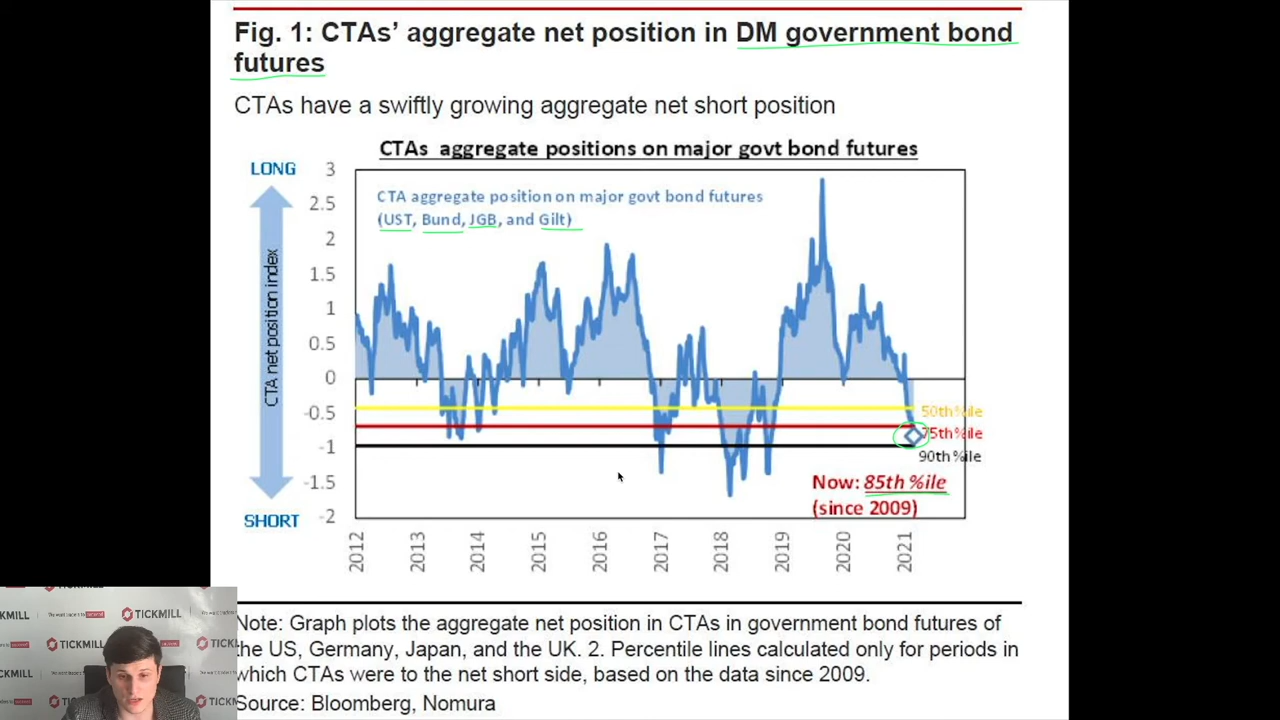 Fig. 1: CTAs’ aggregate net position in DM government bond
futures
CTAs have a swiftly growing aggregate net short position
CTAs aggregate positions on major govt bond futures
LONG
CTA net position index
SHORT
3
2.5
2
1.5
1
0.5
0
-0.5
-1
-1.5
-2
CTA aggregate position on major govt bond futures
(UST, Bund, JGB, and Gilt)
50th %ile
75th %ile
90th %ile
Now: 85th %ile
(since 2009)
2012
2013
2014
2015
2016
2017
2018
2019
2020
2021
Note: Graph plots the aggregate net position in CTAs in government bond futures of
the US, Germany, Japan, and the UK. 2. Percentile lines calculated only for periods in
which CTAs were to the net short side, based on the data since 2009.
Source: Bloomberg, Nomura
KMILL
TICKMILL
TICKMILL
TICK
KMILL
TICKM